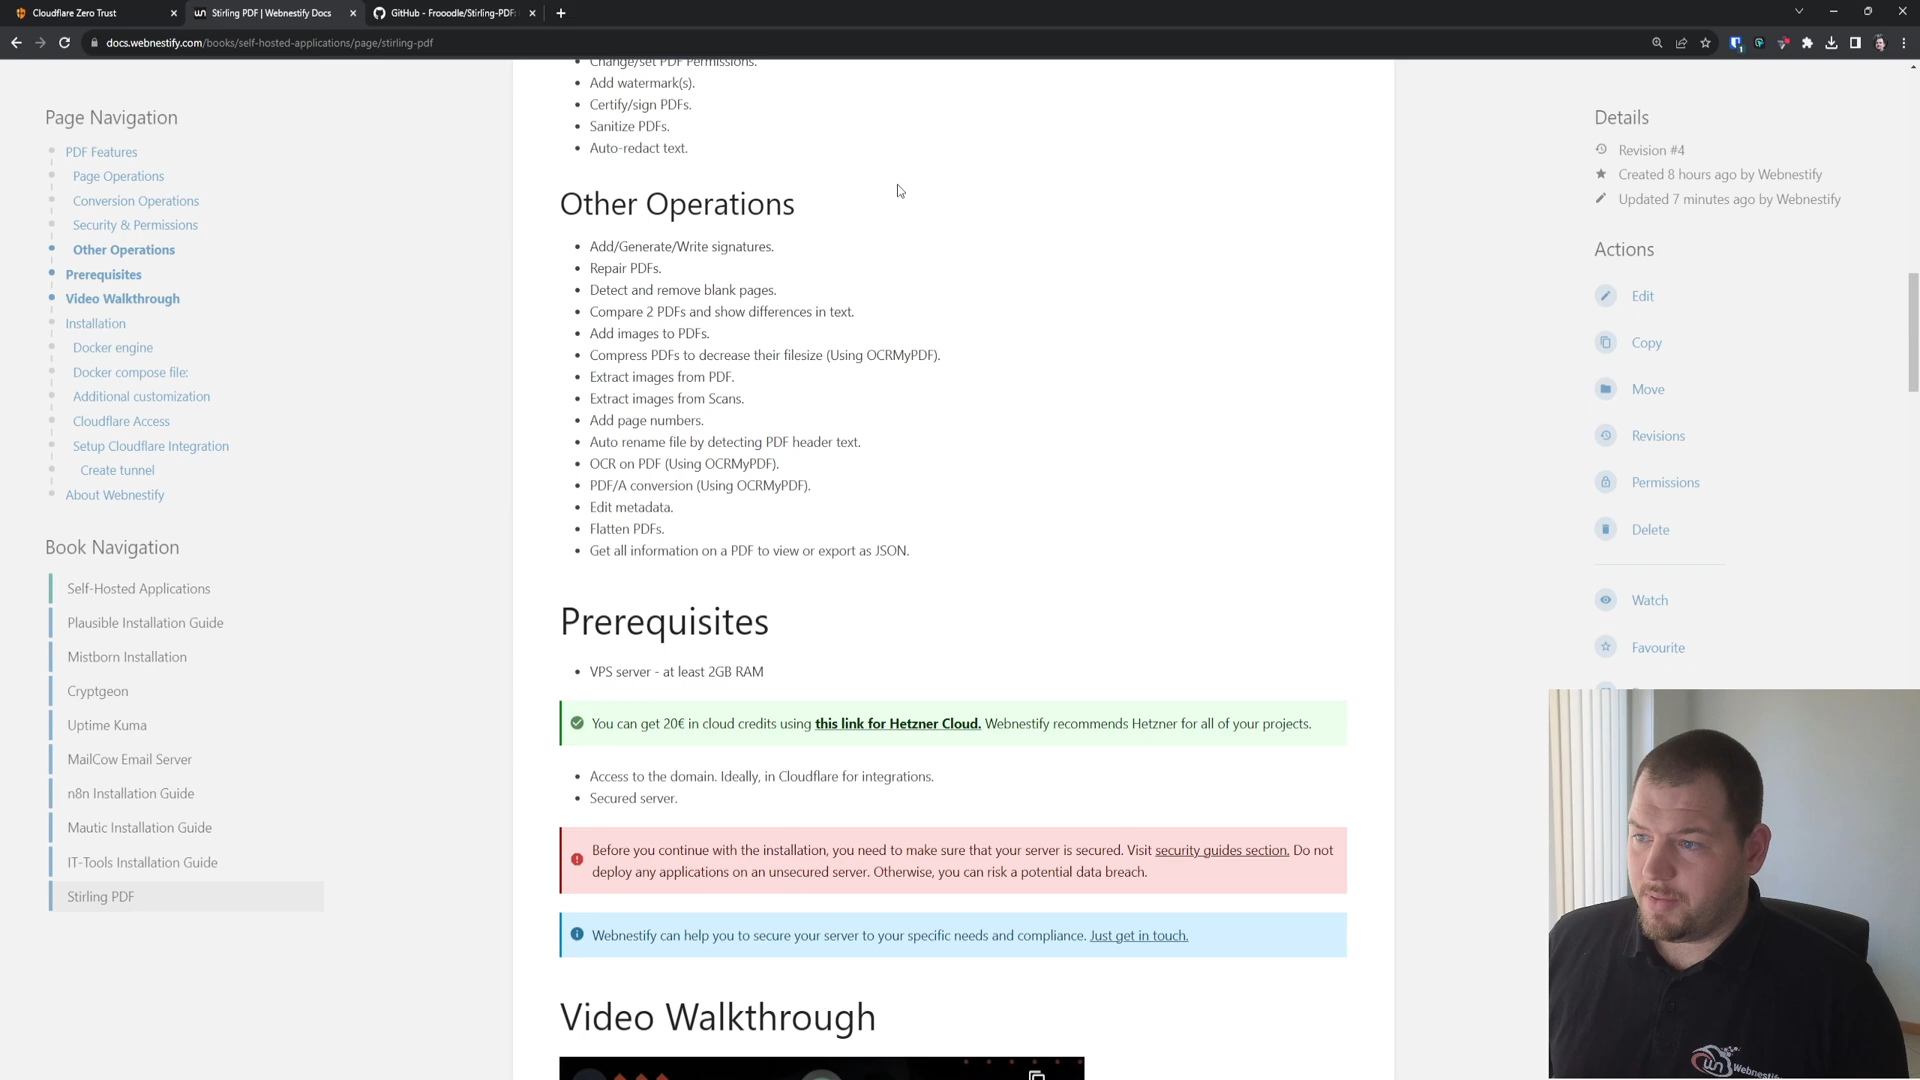 Cloudflare Zero Trust
Stirling PDF | Webnestify Docs
GitHub - Frooodle/Stirling-PDF:
docs.webnestify.com/books/self-hosted-applications/page/stirling-pdf
Page Navigation
PDF Features
Page Operations
Conversion Operations
Security & Permissions
Other Operations
Prerequisites
Video Walkthrough
Installation
Docker engine
Docker compose file:
Additional customization
Cloudflare Access
Setup Cloudflare Integration
Create tunnel
About Webnestify
Book Navigation
Self-Hosted Applications
Plausible Installation Guide
Mistborn Installation
Cryptgeon
Uptime Kuma
MailCow Email Server
n8n Installation Guide
Mautic Installation Guide
IT-Tools Installation Guide
Stirling PDF
Change/set PDF Permissions.
Add watermark(s).
Certify/sign PDFs.
Sanitize PDFs.
Auto-redact text.
Other Operations
Add/Generate/Write signatures.
Repair PDFs.
Detect and remove blank pages.
Compare 2 PDFs and show differences in text.
Add images to PDFs.
Compress PDFs to decrease their filesize (Using OCRMyPDF).
Extract images from PDF.
Extract images from Scans.
Add page numbers.
Auto rename file by detecting PDF header text.
OCR on PDF (Using OCRMyPDF).
PDF/A conversion (Using OCRMyPDF).
Edit metadata.
Flatten PDFs.
Get all information on a PDF to view or export as JSON.
Prerequisites
VPS server - at least 2GB RAM
You can get 20€ in cloud credits using this link for Hetzner Cloud. Webnestify recommends Hetzner for all of your projects.
Access to the domain. Ideally, in Cloudflare for integrations.
Secured server.
Before you continue with the installation, you need to make sure that your server is secured. Visit security guides section. Do not
deploy any applications on an unsecured server. Otherwise, you can risk a potential data breach.
Webnestify can help you to secure your server to your specific needs and compliance. Just get in touch.
Video Walkthrough
Details
Revision #4
Created 8 hours ago by Webnestify
Updated 7 minutes ago by Webnestify
Actions
Edit
Copy
Move
Revisions
Permissions
Delete
Watch
Favourite
Webnestify